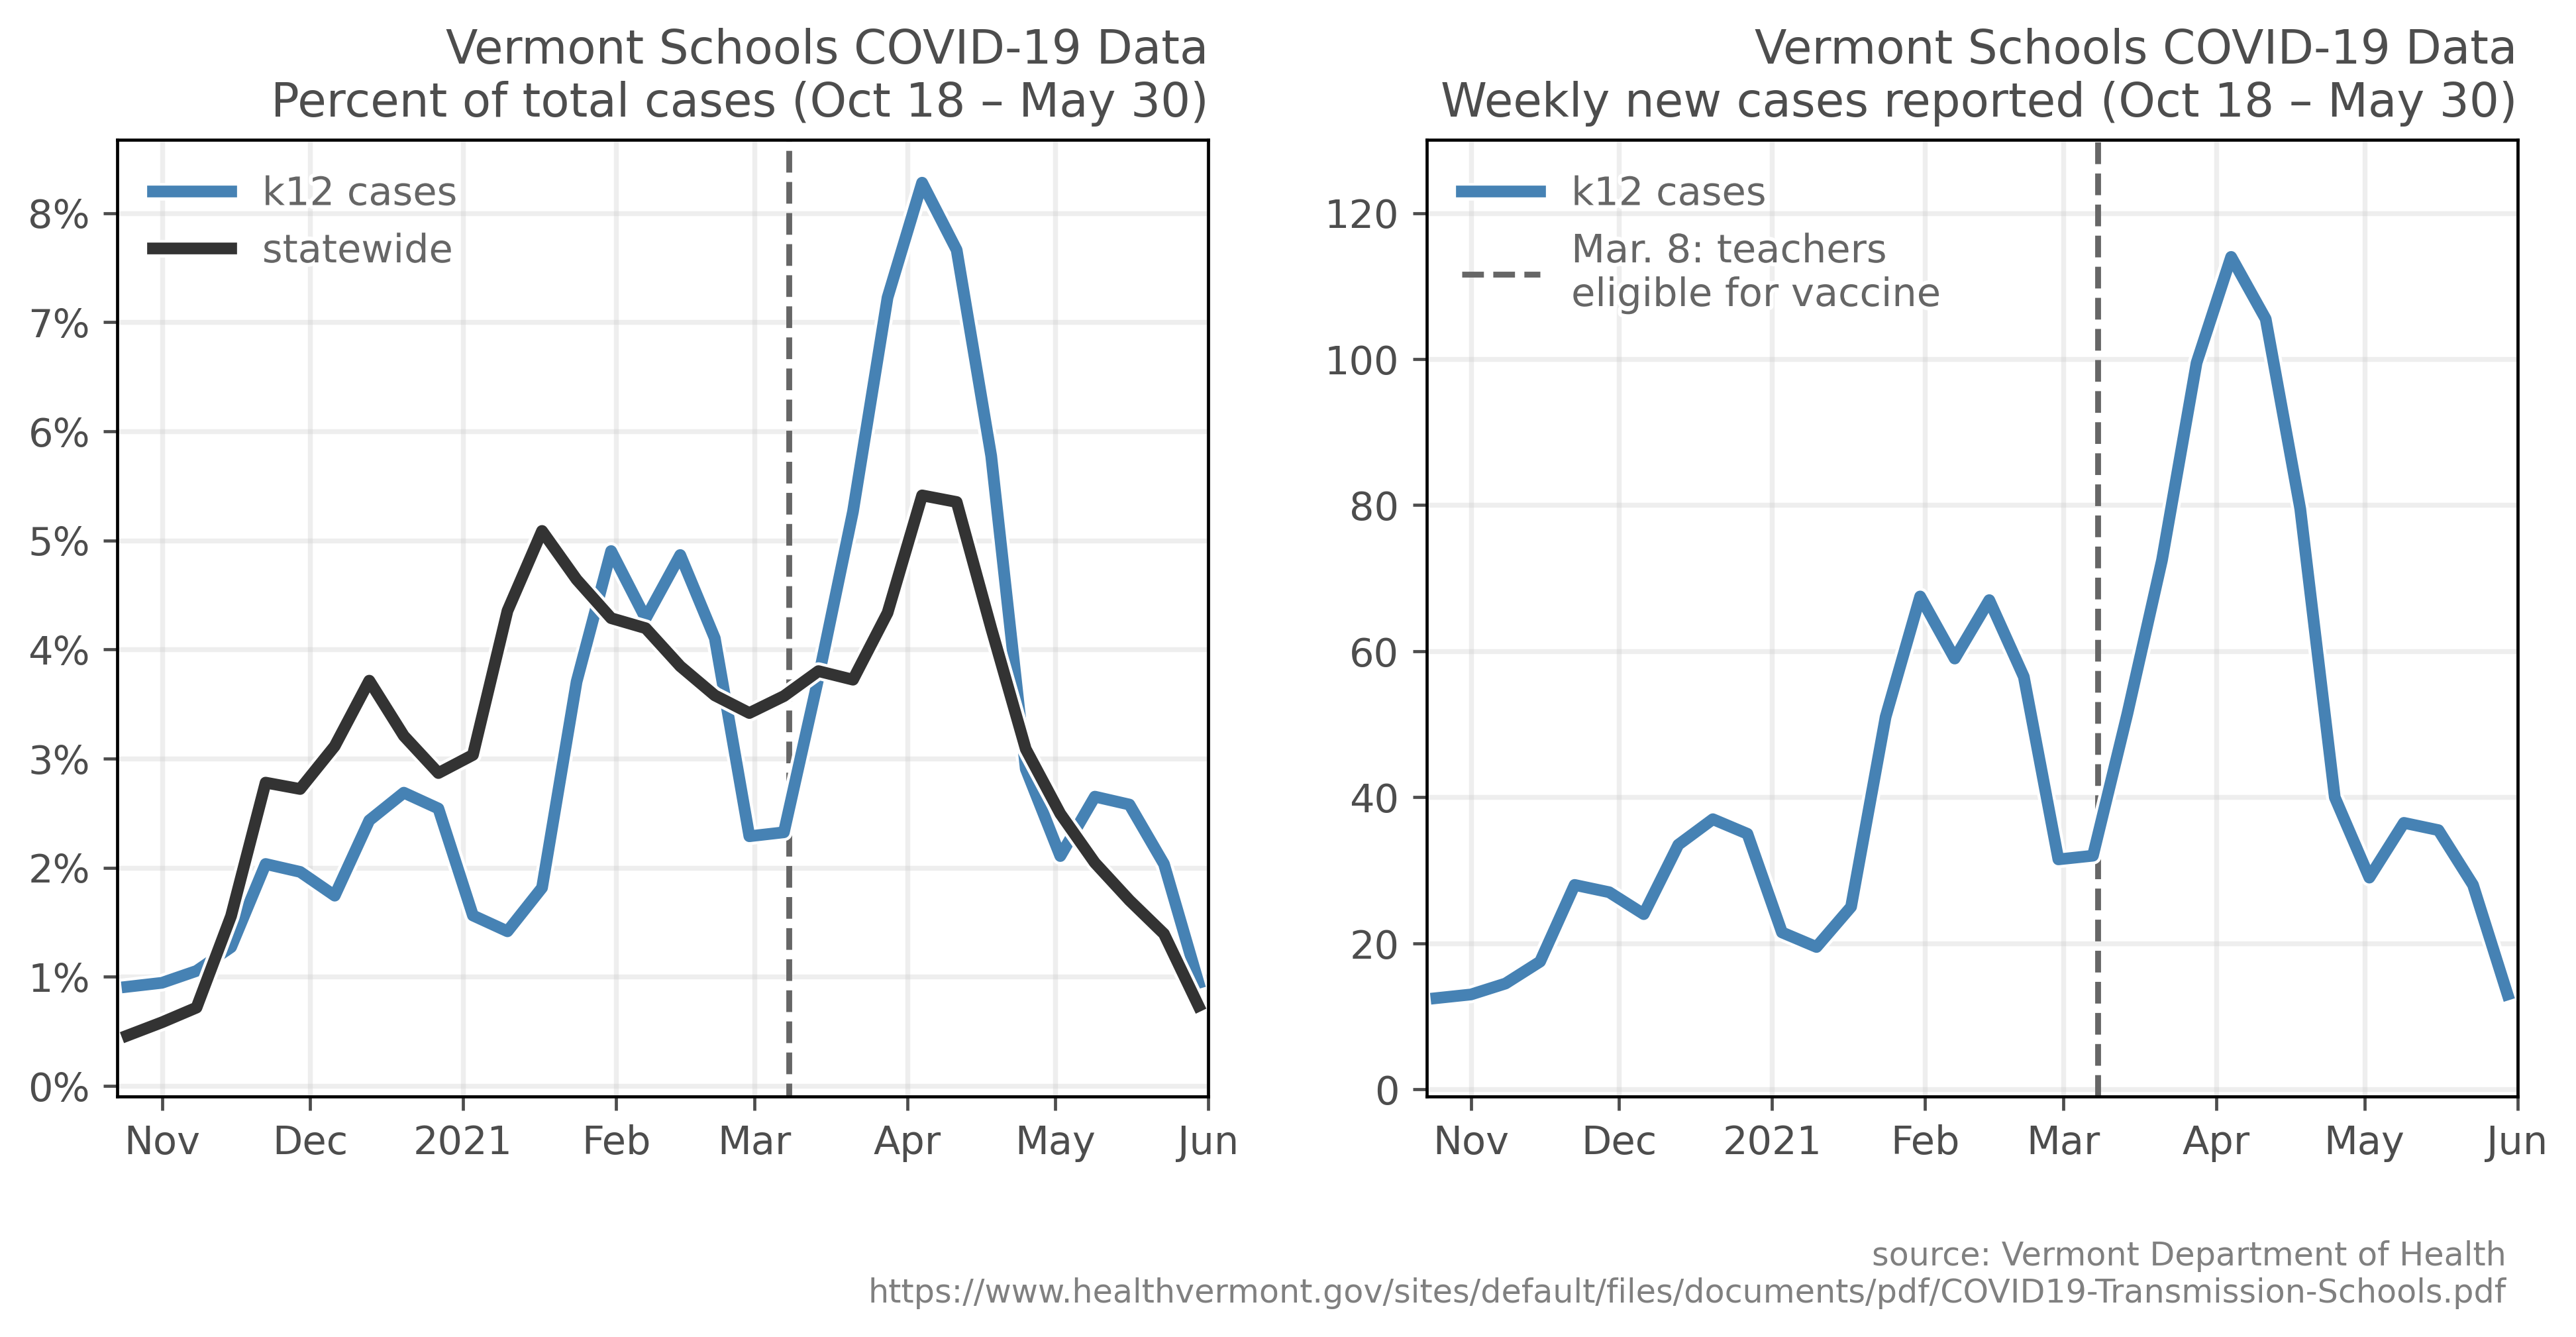 Vermont Schools COVID-19 Data
Percent of total cases (Oct 18 – May 30)
k12 cases
statewide
8%
7%
6%
5%
4%
3%
2%
1%
0%
Nov Dec 2021 Feb Mar Apr May Jun
Vermont Schools COVID-19 Data
Weekly new cases reported (Oct 18 – May 30)
k12 cases
Mar. 8: teachers
eligible for vaccine
120
100
80
60
40
20
0
Nov Dec 2021 Feb Mar Apr May Jun
source: Vermont Department of Health
https://www.healthvermont.gov/sites/default/files/documents/pdf/COVID19-Transmission-Schools.pdf